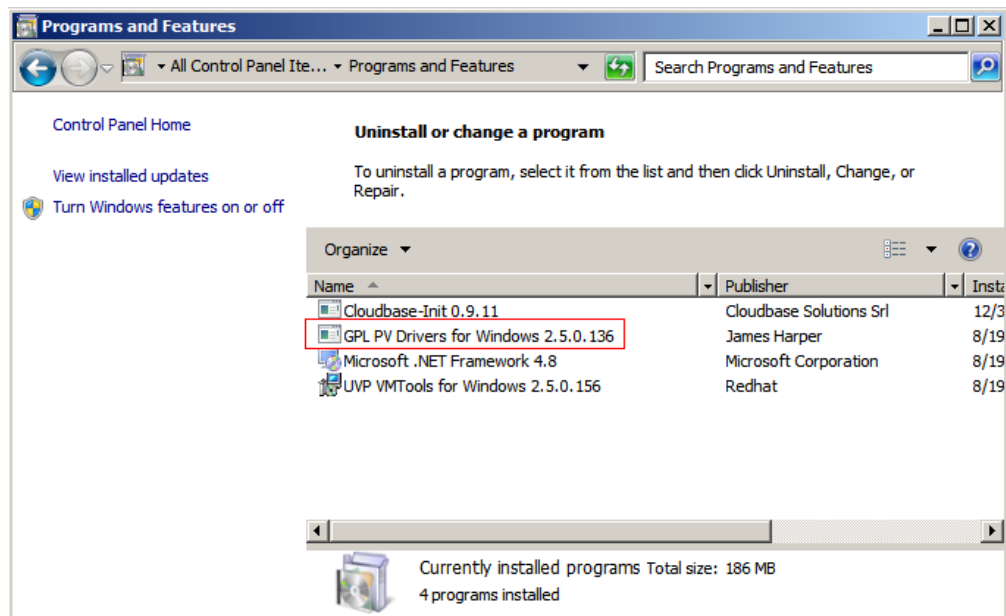 Programs and Features
All Control Panel Ite... Programs and Features
Search Programs and Features
Control Panel Home
View installed updates
Turn Windows features on or off
Uninstall or change a program
To uninstall a program, select it from the list and then click Uninstall, Change, or
Repair.
Organize
Name Publisher Insta
Cloudbase-Init 0.9.11 Cloudbase Solutions Srl 12/3
GPL PV Drivers for Windows 2.5.0.136 James Harper 8/19
Microsoft .NET Framework 4.8 Microsoft Corporation 8/19
UVP VMTools for Windows 2.5.0.156 Redhat 8/19
Currently installed programs Total size: 186 MB
4 programs installed